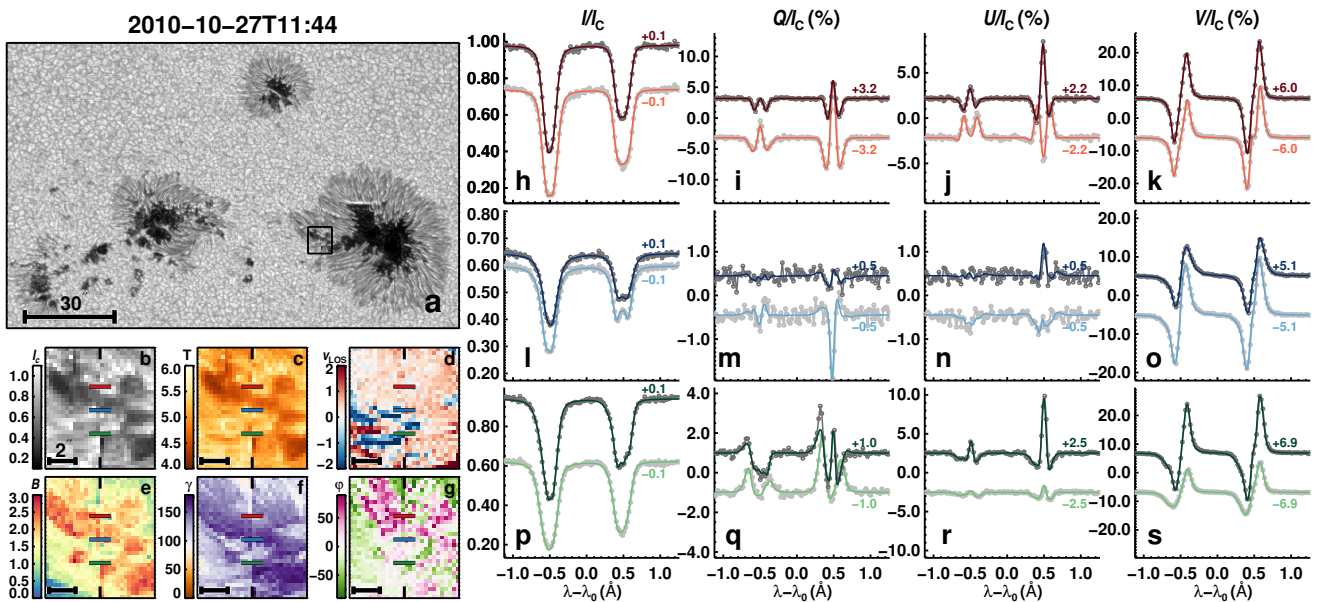 2010−10−27T11:44
I/I_C
Q/I_C (%)
U/I_C (%)
V/I_C (%)
30″
a
1.00
0.80
0.60
0.40
0.20
+0.1
−0.1
h
10.0
5.0
0.0
−5.0
−10.0
+3.2
−3.2
i
5.0
0.0
−5.0
+2.2
−2.2
j
20.0
10.0
0.0
−10.0
−20.0
+6.0
−6.0
k
0.80
0.70
0.60
0.50
0.40
0.30
0.20
+0.1
−0.1
l
1.0
0.0
−1.0
+0.5
−0.5
m
1.0
0.0
−1.0
+0.5
−0.5
n
20.0
10.0
0.0
−10.0
−20.0
+5.1
−5.1
o
I_c
1.0
0.8
0.6
0.4
0.2
2″
b
T
6.0
5.5
5.0
4.5
4.0
c
v_LOS
2
1
0
−1
−2
d
B
3.0
2.5
2.0
1.5
1.0
0.5
0.0
e
γ
150
100
50
0
f
φ
50
0
−50
g
1.00
0.80
0.60
0.40
0.20
+0.1
−0.1
p
4.0
2.0
0.0
−2.0
−4.0
+1.0
−1.0
q
10.0
5.0
0.0
−5.0
−10.0
+2.5
−2.5
r
20.0
10.0
0.0
−10.0
−20.0
+6.9
−6.9
s
−1.0 −0.5 0.0 0.5 1.0
−1.0 −0.5 0.0 0.5 1.0
−1.0 −0.5 0.0 0.5 1.0
−1.0 −0.5 0.0 0.5 1.0
λ−λ₀ (Å)
λ−λ₀ (Å)
λ−λ₀ (Å)
λ−λ₀ (Å)